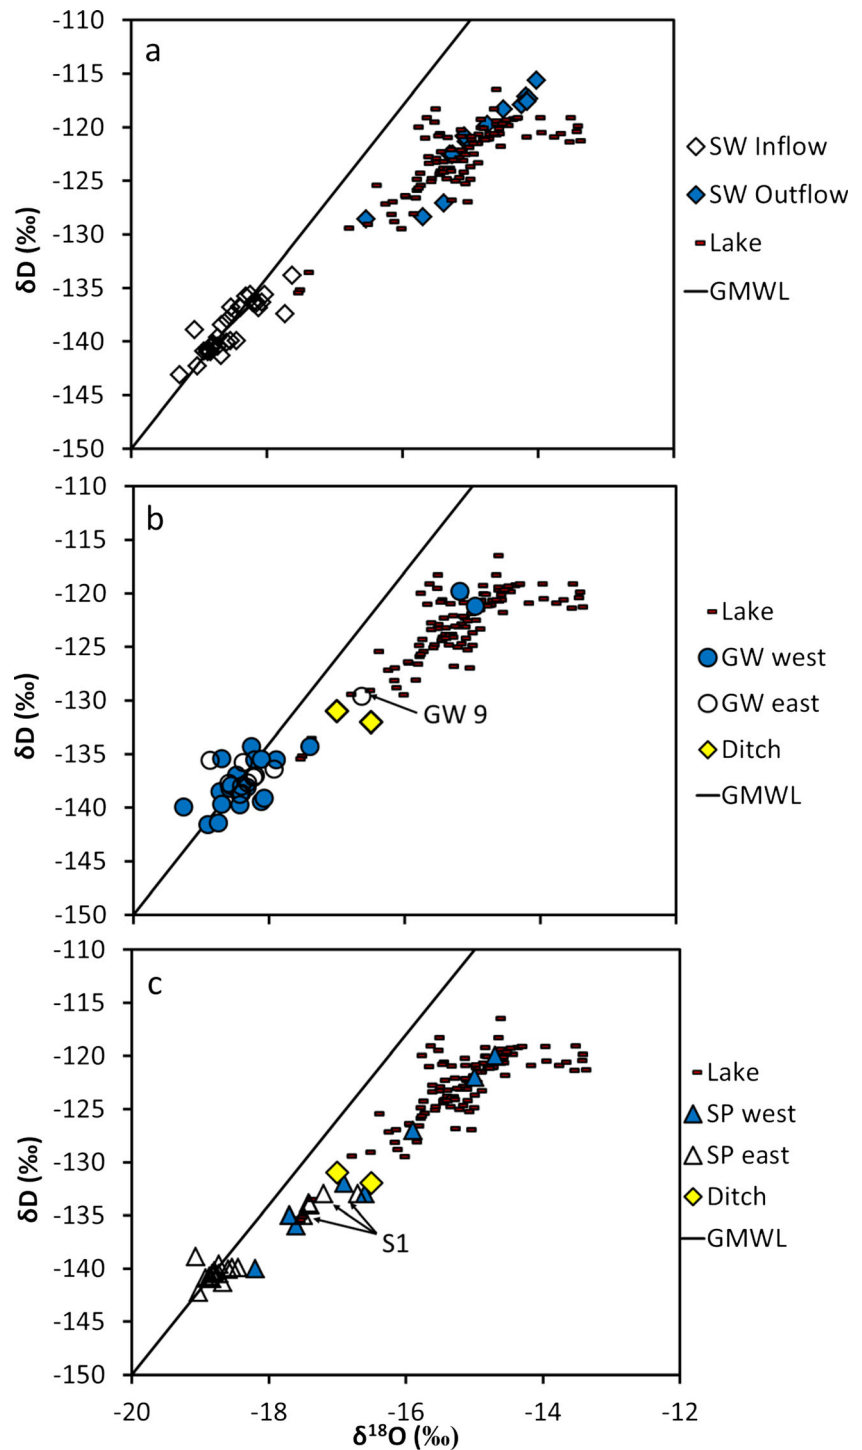 a
-110
-115
-120
-125
-130
-135
-140
-145
-150
δD (‰)
SW Inflow
SW Outflow
Lake
GMWL
b
-110
-115
-120
-125
-130
-135
-140
-145
-150
δD (‰)
GW 9
Lake
GW west
GW east
Ditch
GMWL
c
-110
-115
-120
-125
-130
-135
-140
-145
-150
δD (‰)
S1
Lake
SP west
SP east
Ditch
GMWL
-20 -18 -16 -14 -12
δ¹⁸O (‰)